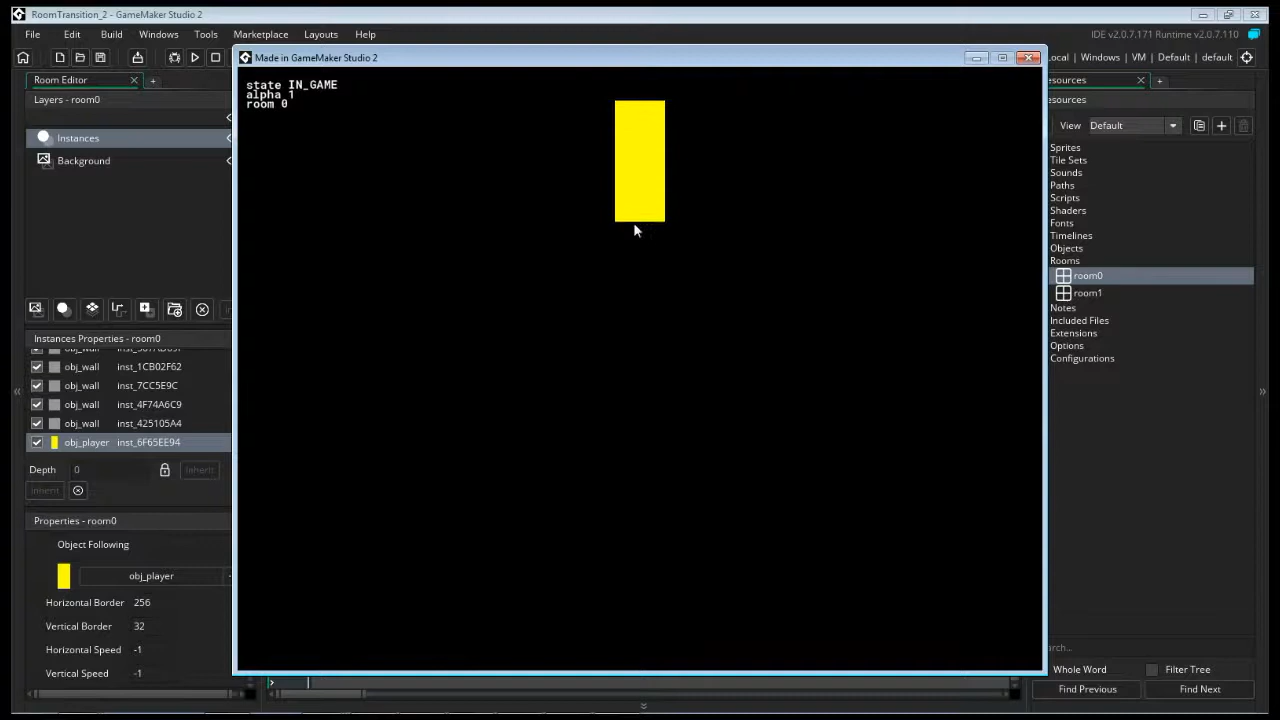 RoomTransition_2 - GameMaker Studio 2
File Edit Build Windows Tools Marketplace Layouts Help
IDE v2.0.7.171 Runtime v2.0.7.110
Made in GameMaker Studio 2
Local | Windows | VM | Default | default
Room Editor
Layers - room0
Instances
Background
state IN_GAME
alpha 1
room 0
Resources
Resources
View Default
Sprites
Tile Sets
Sounds
Paths
Scripts
Shaders
Fonts
Timelines
Objects
Rooms
room0
room1
Notes
Included Files
Extensions
Options
Configurations
Instances Properties - room0
obj_wall inst_1CB02F62
obj_wall inst_7CC5E9C
obj_wall inst_4F74A6C9
obj_wall inst_425105A4
obj_player inst_6F65EE94
Depth 0 Inherit
Inherit
Properties - room0
Object Following
obj_player
Horizontal Border 256
Vertical Border 32
Horizontal Speed -1
Vertical Speed -1
Whole Word Filter Tree
Find Previous Find Next